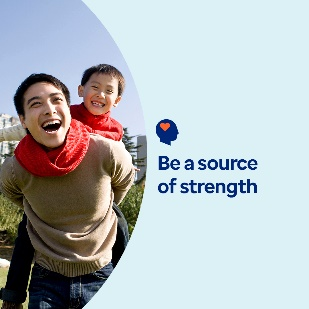 Be a source
of strength